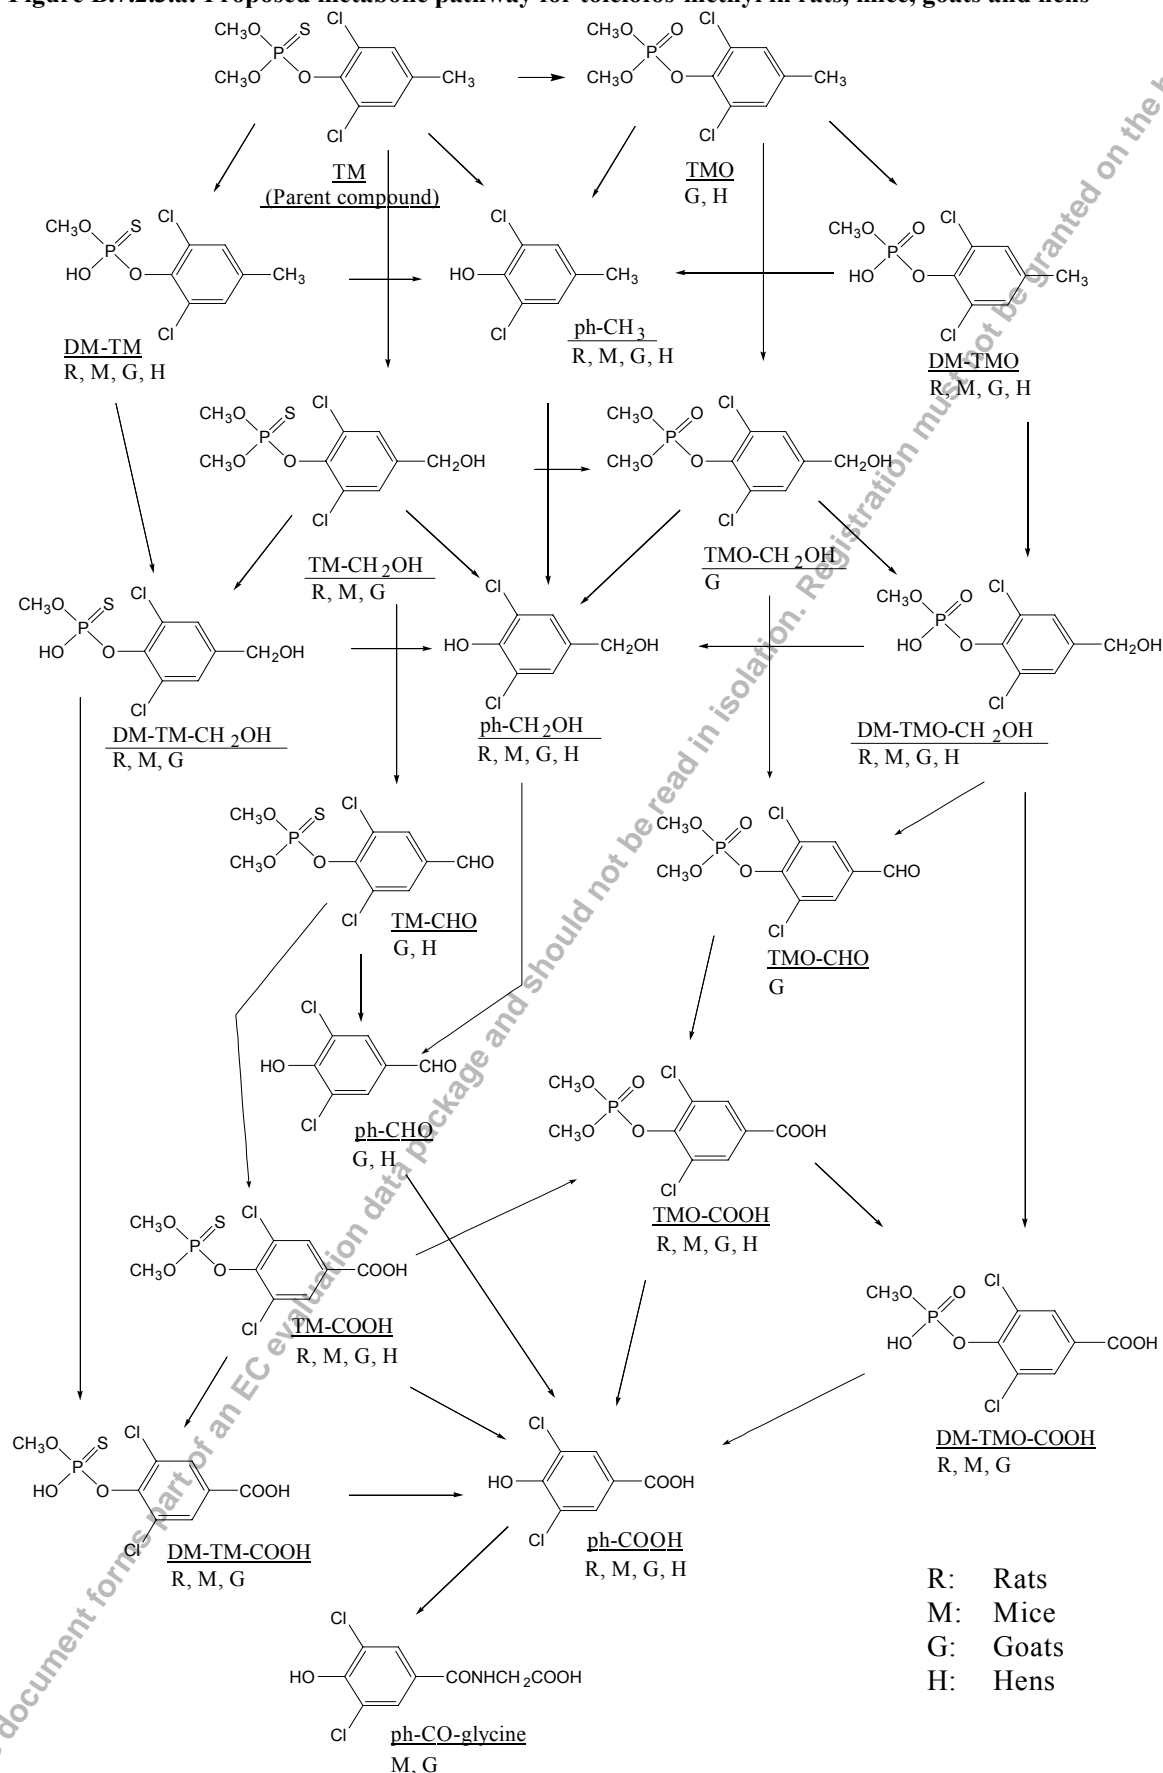 Figure B.7.2.3.a: Proposed metabolic pathway for tolclofos-methyl in rats, mice, goats and hens
CH3O S Cl
P
CH3O O CH3
Cl
TM
(Parent compound)
CH3O O Cl
P
CH3O O CH3
Cl
TMO
G, H
CH3O S Cl
P
HO O CH3
Cl
DM-TM
R, M, G, H
Cl
HO CH3
Cl
ph-CH3
R, M, G, H
CH3O O Cl
P
HO O CH3
Cl
DM-TMO
R, M, G, H
CH3O S Cl
P
CH3O O CH2OH
Cl
TM-CH2OH
R, M, G
CH3O O Cl
P
CH3O O CH2OH
Cl
TMO-CH2OH
G
CH3O S Cl
P
HO O CH2OH
Cl
DM-TM-CH2OH
R, M, G
Cl
HO CH2OH
Cl
ph-CH2OH
R, M, G, H
CH3O O Cl
P
HO O CH2OH
Cl
DM-TMO-CH2OH
R, M, G, H
CH3O S Cl
P
CH3O O CHO
Cl
TM-CHO
G, H
CH3O O Cl
P
CH3O O CHO
Cl
TMO-CHO
G
Cl
HO CHO
Cl
ph-CHO
G, H
CH3O O Cl
P
CH3O O COOH
Cl
TMO-COOH
R, M, G, H
CH3O S Cl
P
CH3O O COOH
Cl
TM-COOH
R, M, G, H
CH3O O Cl
P
HO O COOH
Cl
DM-TMO-COOH
R, M, G
CH3O S Cl
P
HO O COOH
Cl
DM-TM-COOH
R, M, G
Cl
HO COOH
Cl
ph-COOH
R, M, G, H
Cl
HO CONHCH2COOH
Cl
ph-CO-glycine
M, G
R: Rats
M: Mice
G: Goats
H: Hens
document forms part of an EC evaluation data package and should not be read in isolation. Registration must not be granted on the b